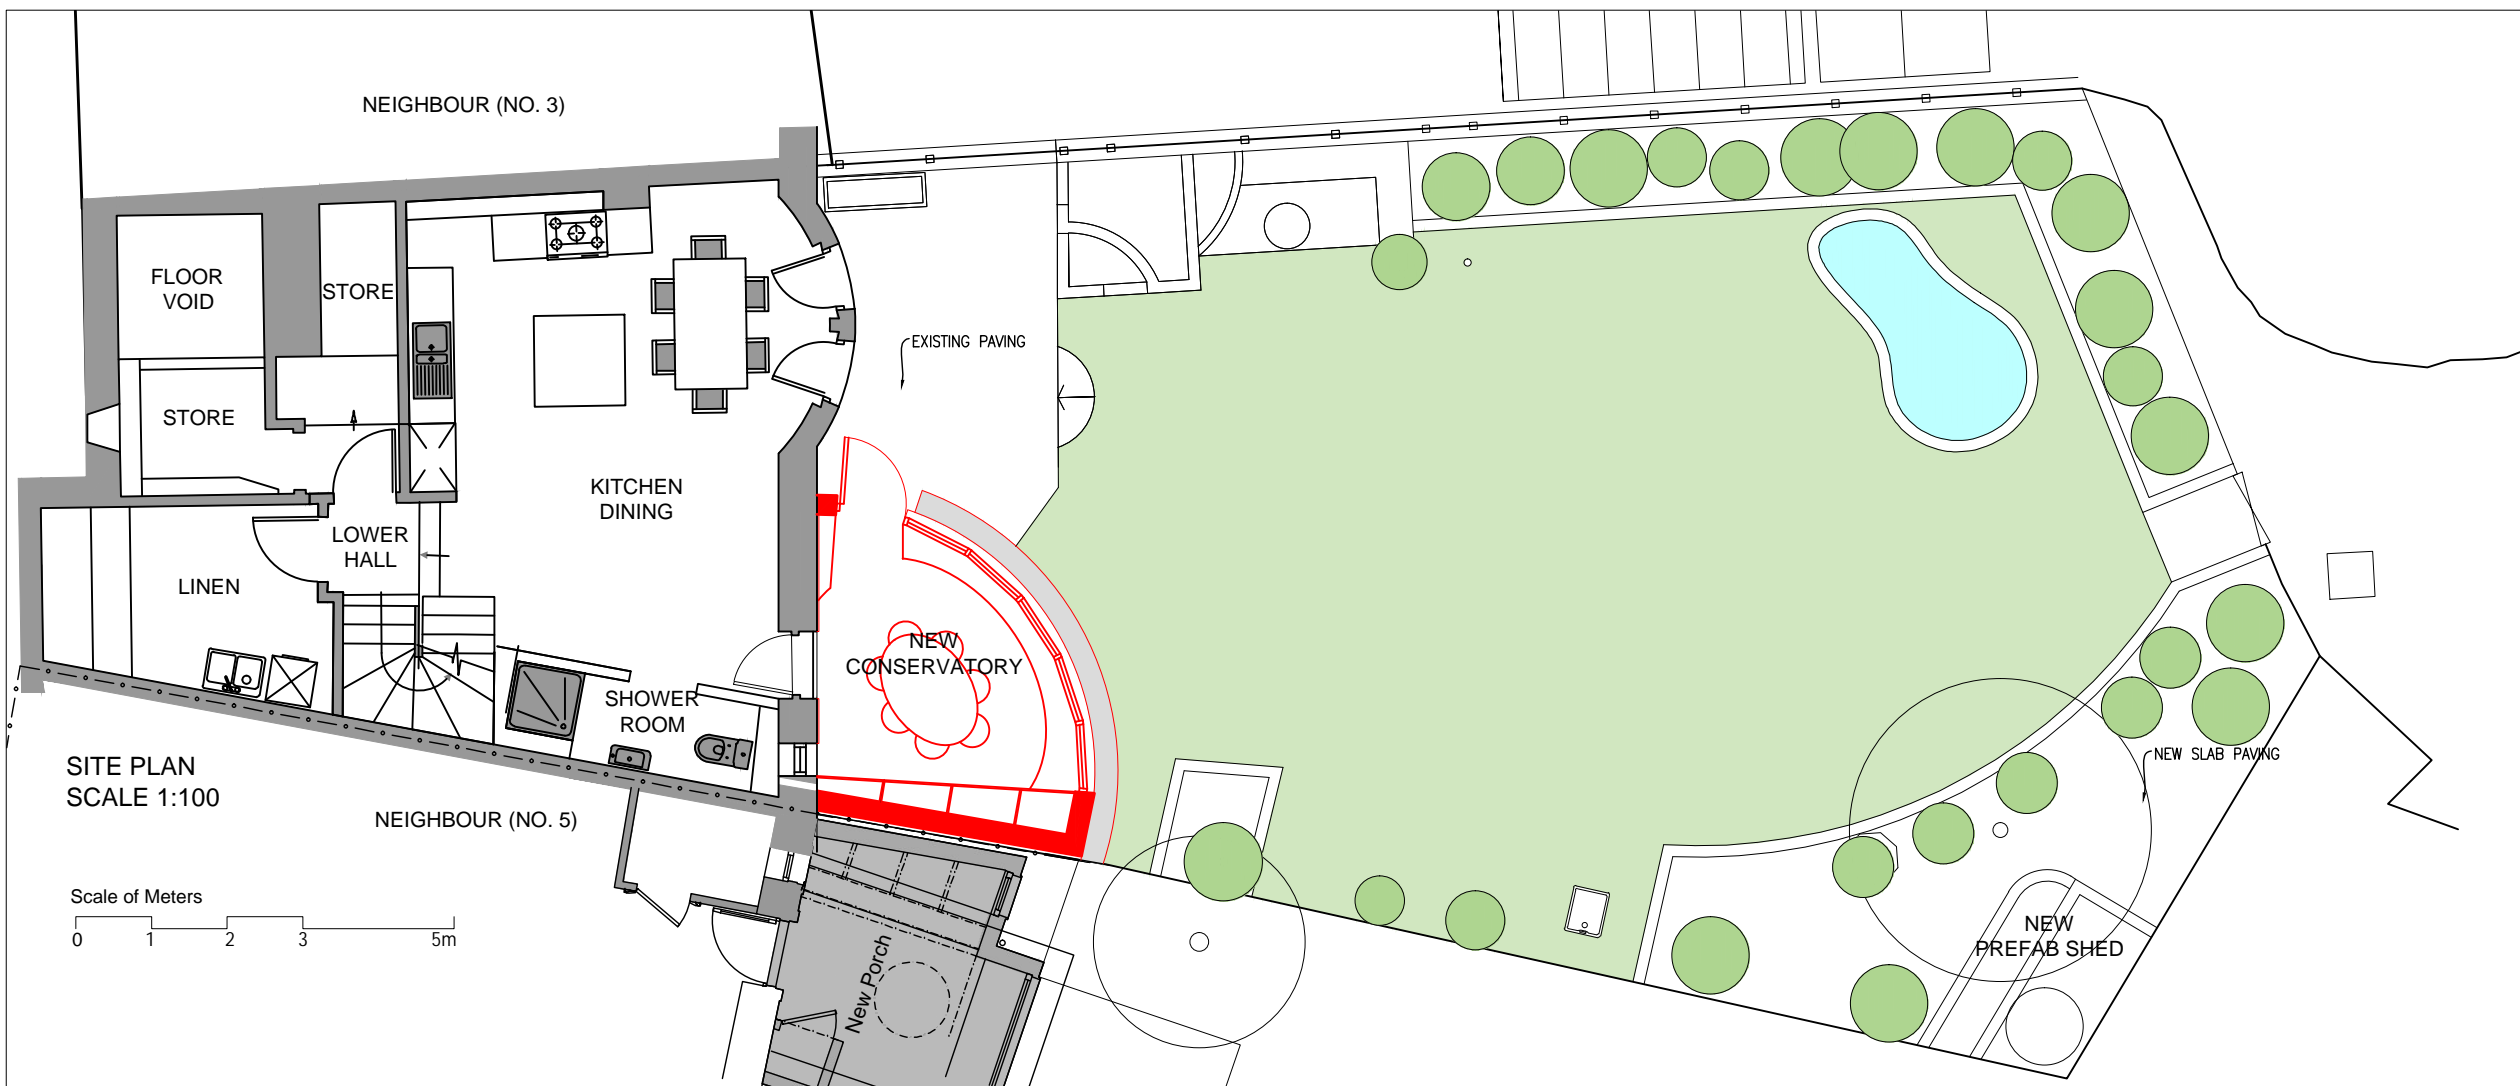 NEIGHBOUR (NO. 3)
FLOOR
VOID
STORE
EXISTING PAVING
STORE
KITCHEN
DINING
LOWER
HALL
LINEN
NEW
CONSERVATORY
SHOWER
ROOM
NEW SLAB PAVING
SITE PLAN
SCALE 1:100
NEIGHBOUR (NO. 5)
Scale of Meters
0 1 2 3 5m
New Porch
NEW
PREFAB SHED